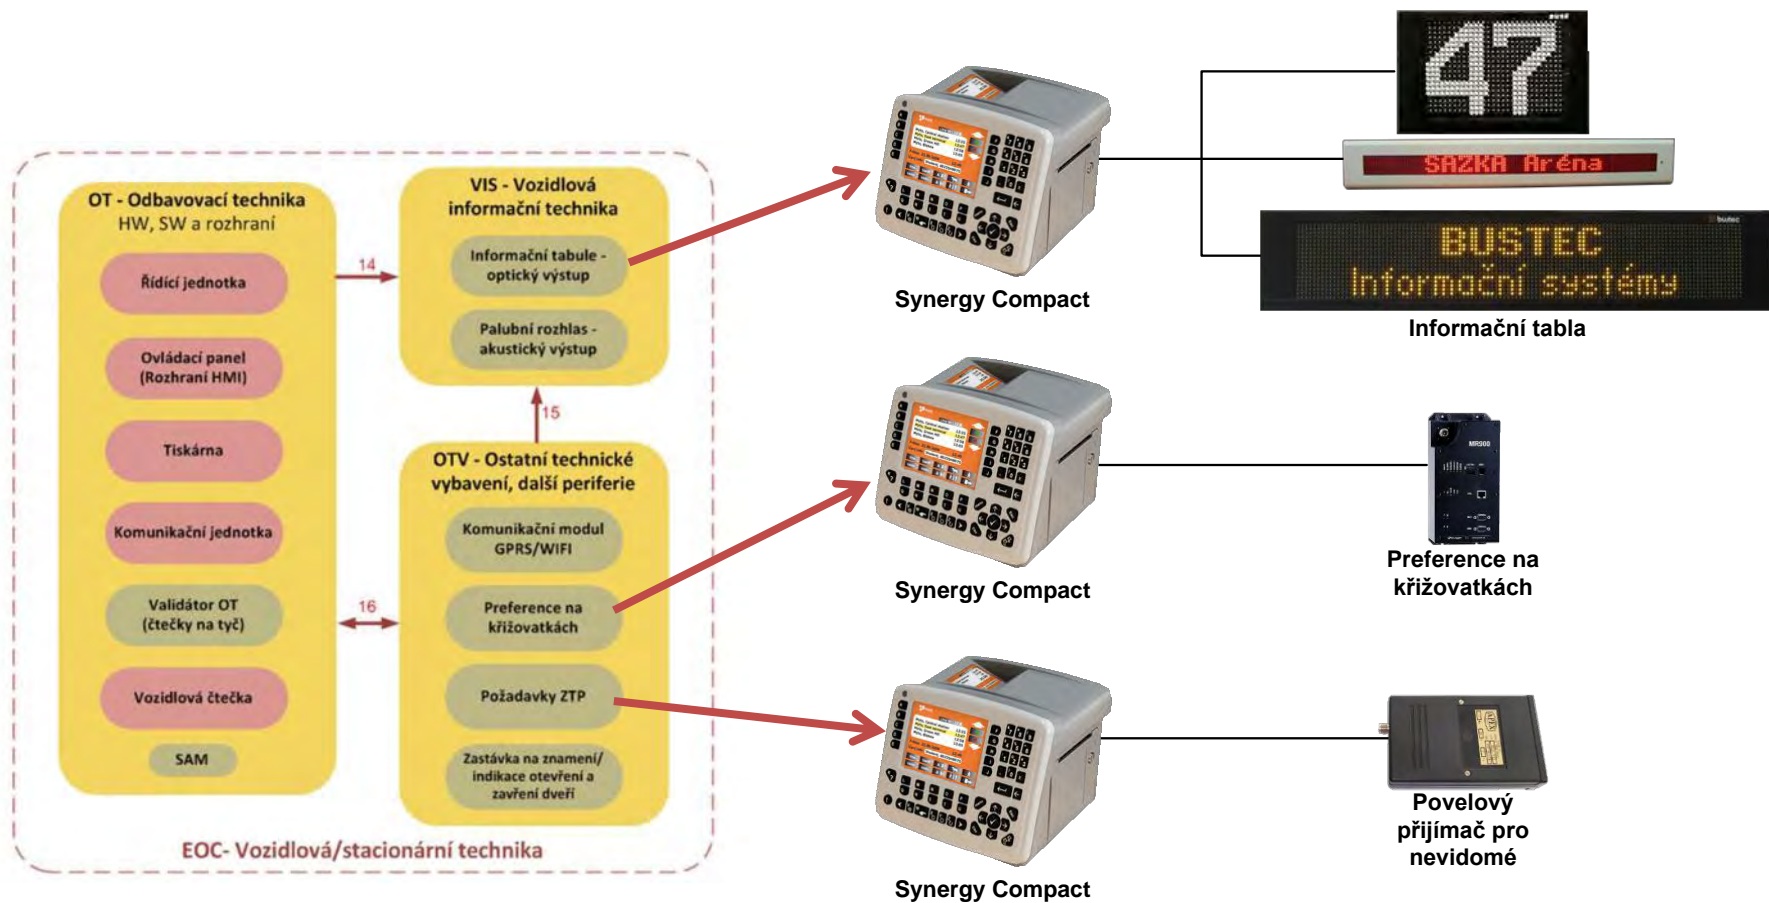 OT - Odbavovací technika
HW, SW a rozhraní
Řídící jednotka
Ovládací panel
(Rozhraní HMI)
Tiskárna
Komunikační jednotka
Validátor OT
(čtečky na tyč)
Vozidlová čtečka
SAM
14
16
VIS - Vozidlová
informační technika
Informační tabule -
optický výstup
Palubní rozhlas -
akustický výstup
15
OTV - Ostatní technické
vybavení, další periferie
Komunikační modul
GPRS/WIFI
Preference na
křižovatkách
Požadavky ZTP
Zastávka na znamení/
indikace otevření a
zavření dveří
EOC- Vozidlová/stacionární technika
Synergy Compact
47
SAZKA Aréna
bustec
BUSTEC
Informační systémy
Informační tabla
Synergy Compact
MR900
Preference na
křižovatkách
Synergy Compact
Povelový
přijímač pro
nevidomé